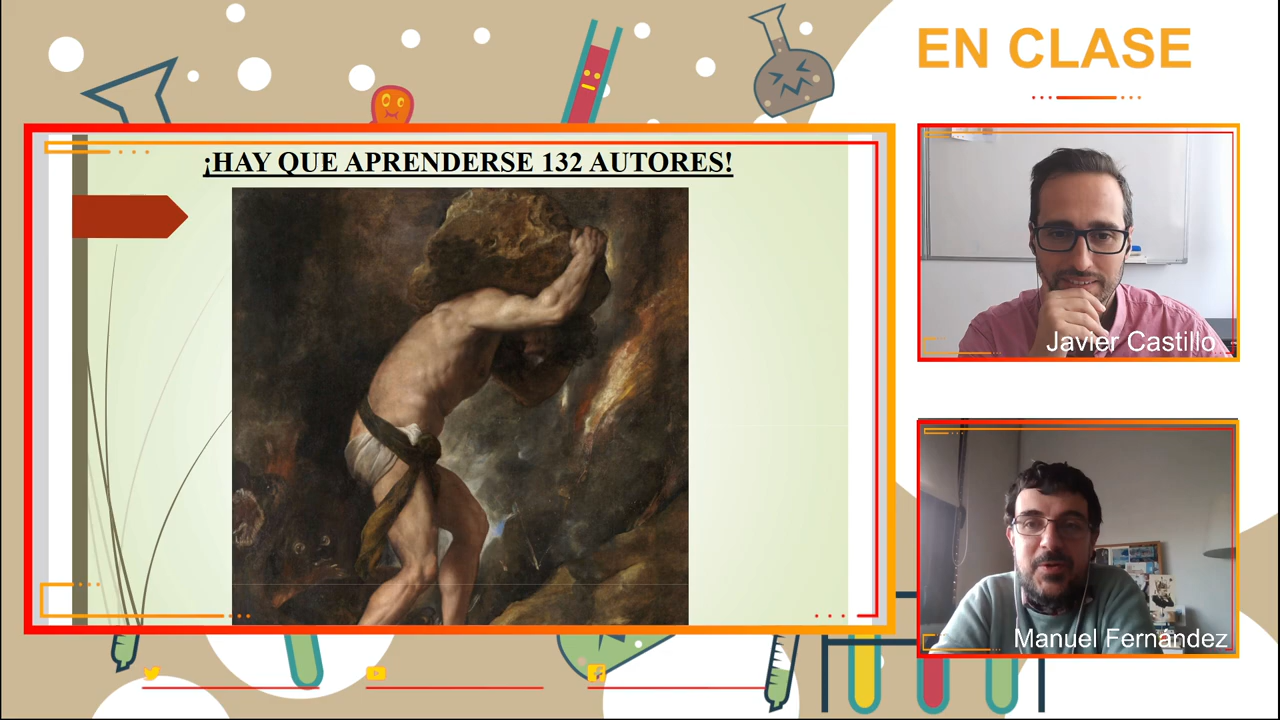 EN CLASE
¡HAY QUE APRENDERSE 132 AUTORES!
Javier Castillo
Manuel Fernández